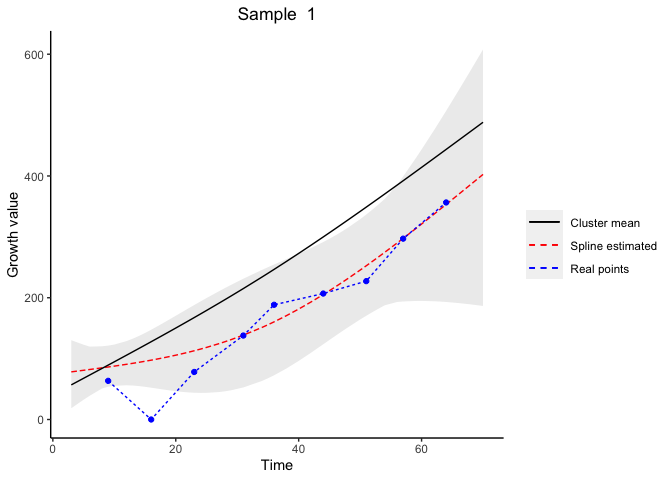 Sample  1
Growth value
600
400
200
0
0
20
40
60
Time
Cluster mean
Spline estimated
Real points